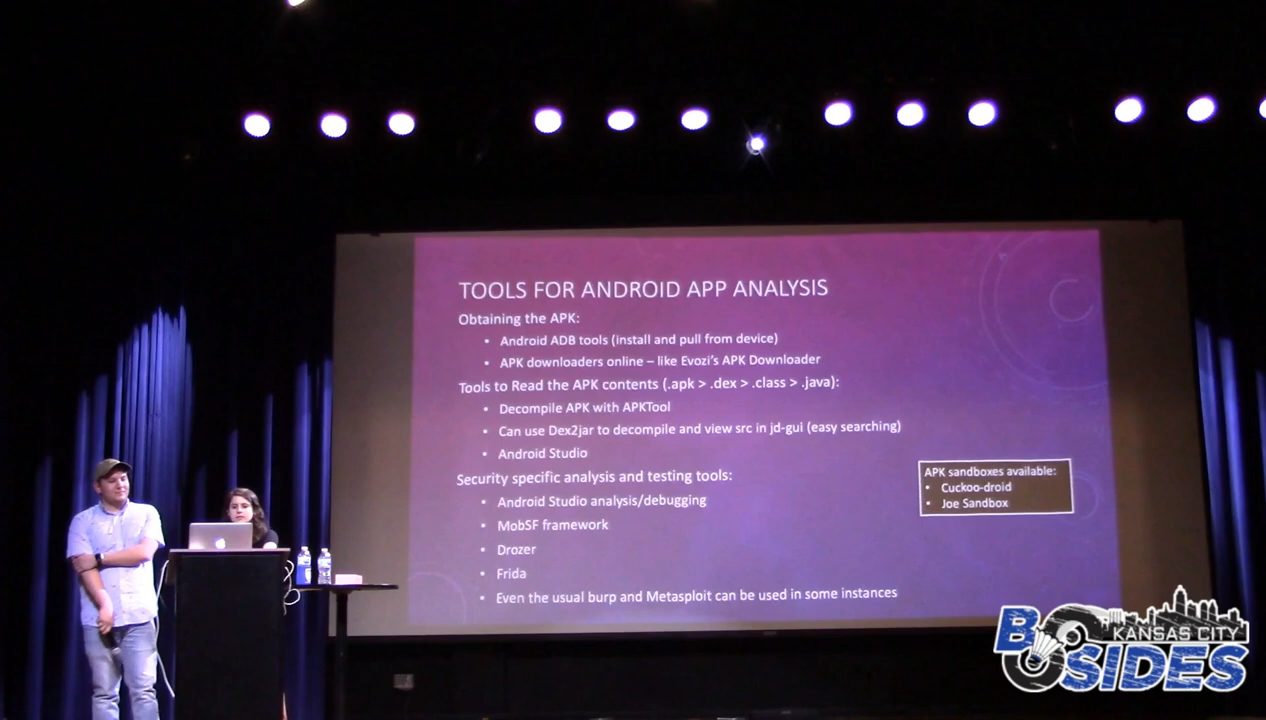 TOOLS FOR ANDROID APP ANALYSIS
Obtaining the APK:
• Android ADB tools (install and pull from device)
• APK downloaders online – like Evozi's APK Downloader
Tools to Read the APK contents (.apk > .dex > .class > .java):
• Decompile APK with APKTool
• Can use Dex2jar to decompile and view src in jd-gui (easy searching)
• Android Studio
Security specific analysis and testing tools:
• Android Studio analysis/debugging
• MobSF framework
• Drozer
• Frida
• Even the usual burp and Metasploit can be used in some instances
APK sandboxes available:
• Cuckoo-droid
• Joe Sandbox
KANSAS CITY
BSIDES